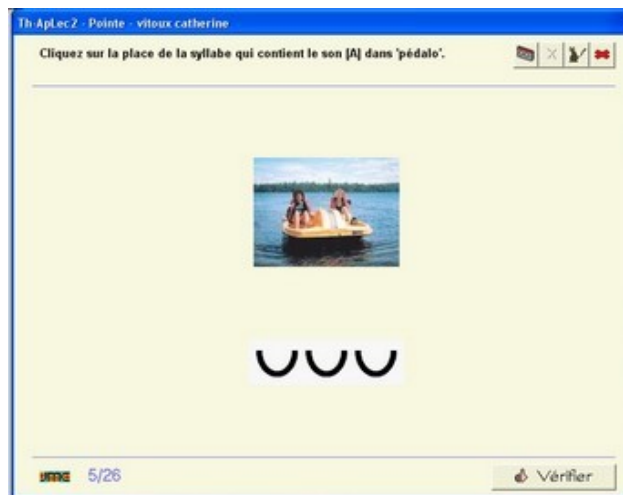 Th-ApLec2 - Pointe - vitoux catherine
Cliquez sur la place de la syllabe qui contient le son [A] dans 'pédalo'.
5/26
Vérifier